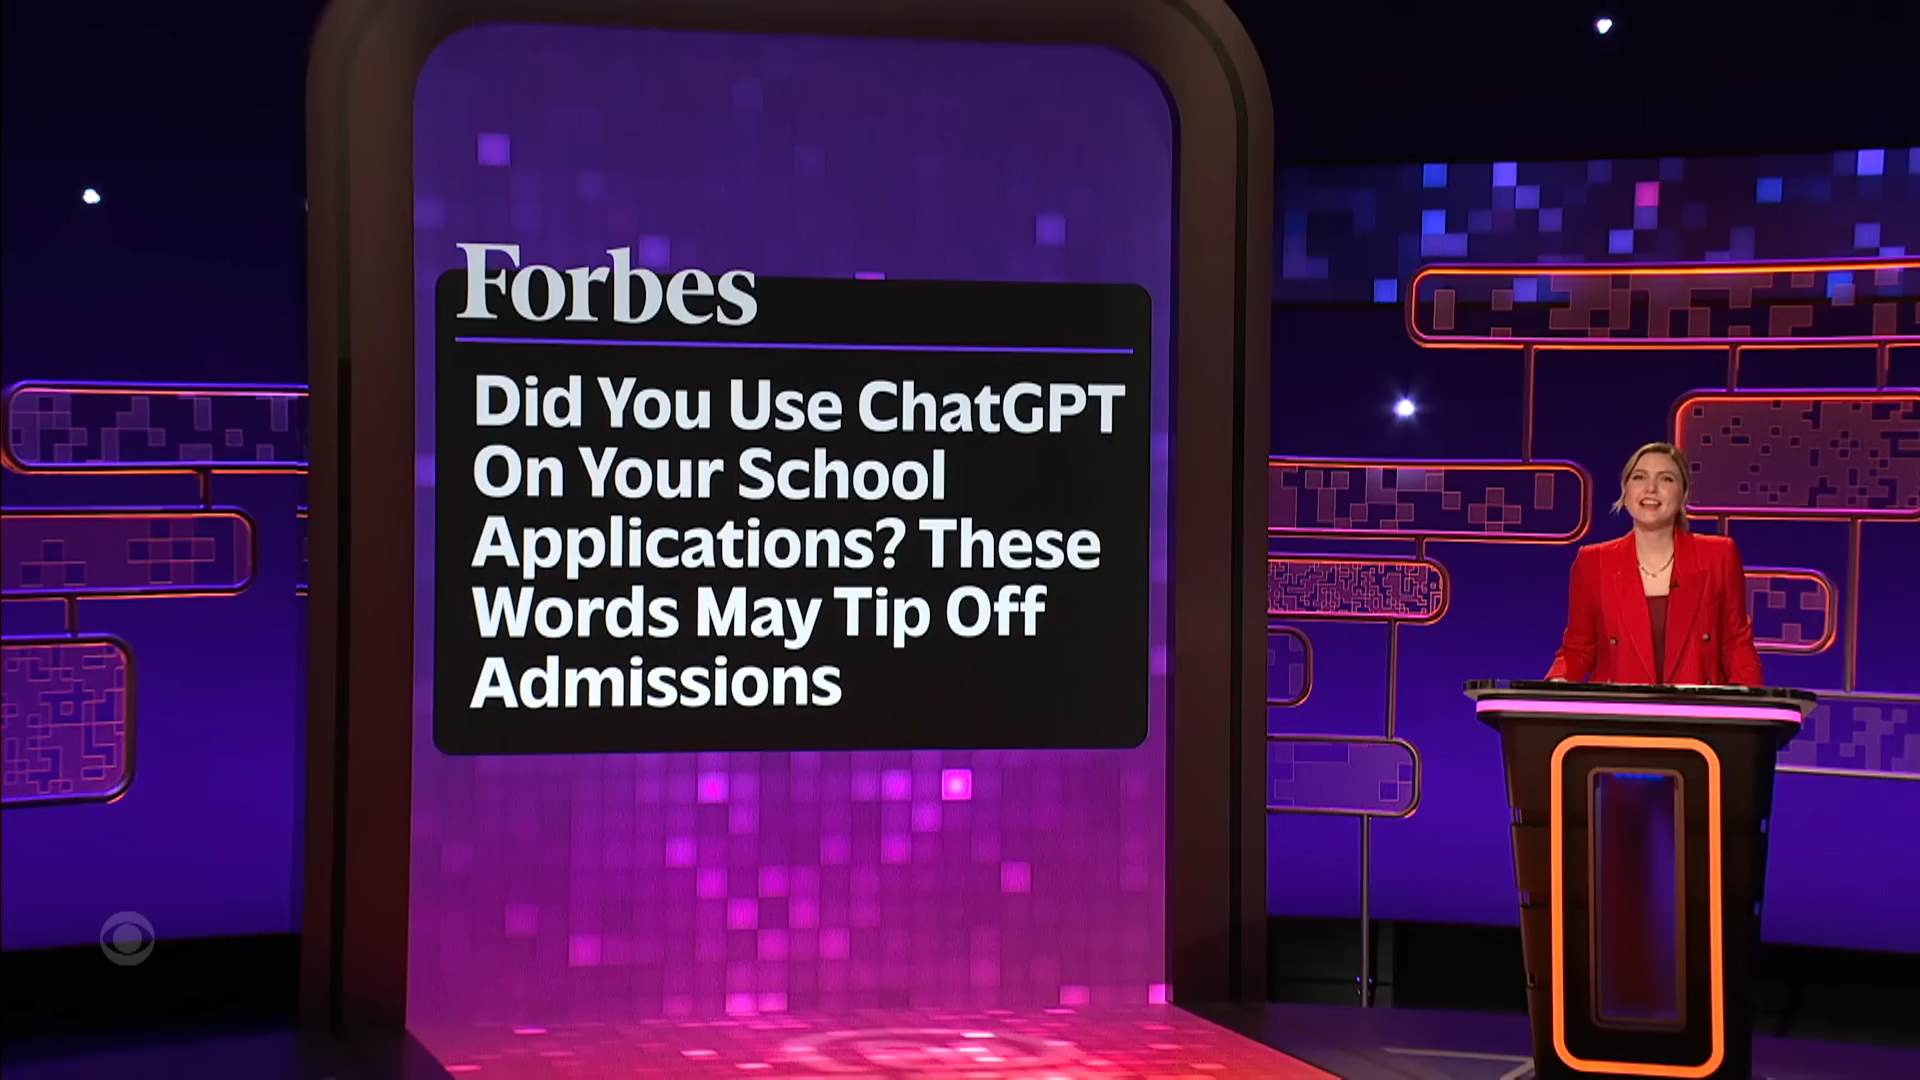 Forbes
Did You Use ChatGPT
On Your School
Applications? These
Words May Tip Off
Admissions